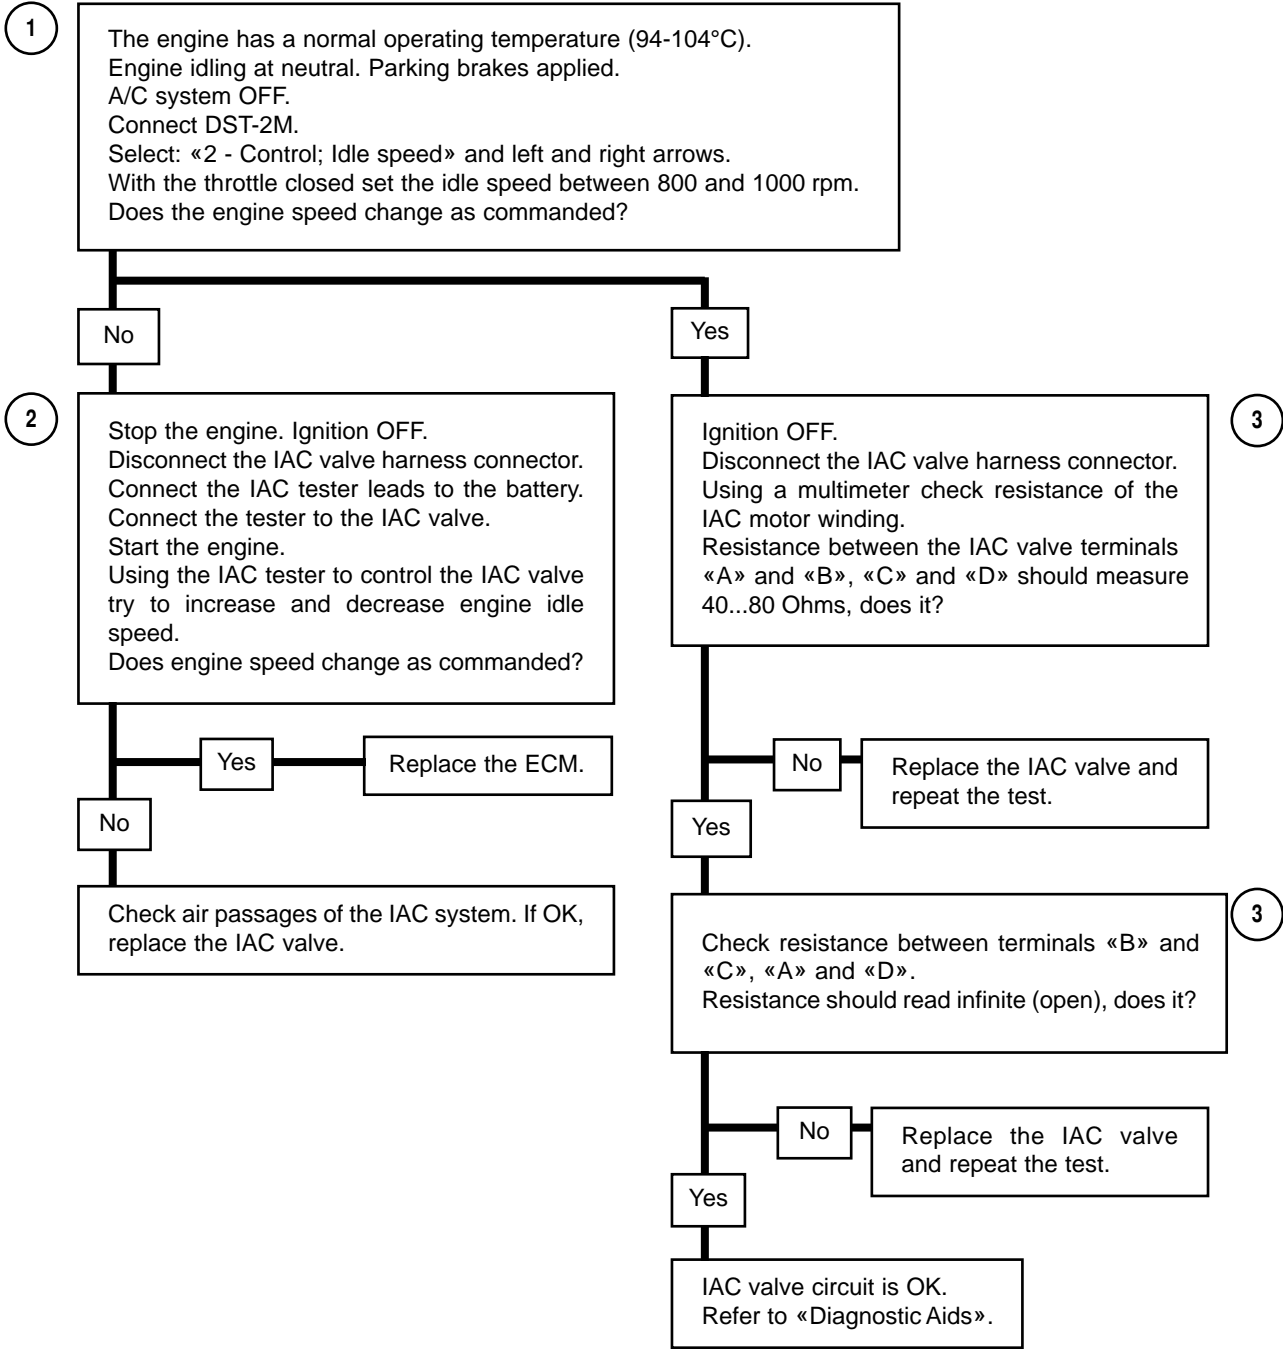 1
The engine has a normal operating temperature (94-104°C).
Engine idling at neutral. Parking brakes applied.
A/C system OFF.
Connect DST-2M.
Select: «2 - Control; Idle speed» and left and right arrows.
With the throttle closed set the idle speed between 800 and 1000 rpm.
Does the engine speed change as commanded?
No
Yes
2
Stop the engine. Ignition OFF.
Disconnect the IAC valve harness connector.
Connect the IAC tester leads to the battery.
Connect the tester to the IAC valve.
Start the engine.
Using the IAC tester to control the IAC valve
try to increase and decrease engine idle
speed.
Does engine speed change as commanded?
3
Ignition OFF.
Disconnect the IAC valve harness connector.
Using a multimeter check resistance of the
IAC motor winding.
Resistance between the IAC valve terminals
«A» and «B», «C» and «D» should measure
40...80 Ohms, does it?
Yes
Replace the ECM.
No
Check air passages of the IAC system. If OK,
replace the IAC valve.
No
Replace the IAC valve and
repeat the test.
Yes
3
Check resistance between terminals «B» and
«C», «A» and «D».
Resistance should read infinite (open), does it?
No
Replace the IAC valve
and repeat the test.
Yes
IAC valve circuit is OK.
Refer to «Diagnostic Aids».